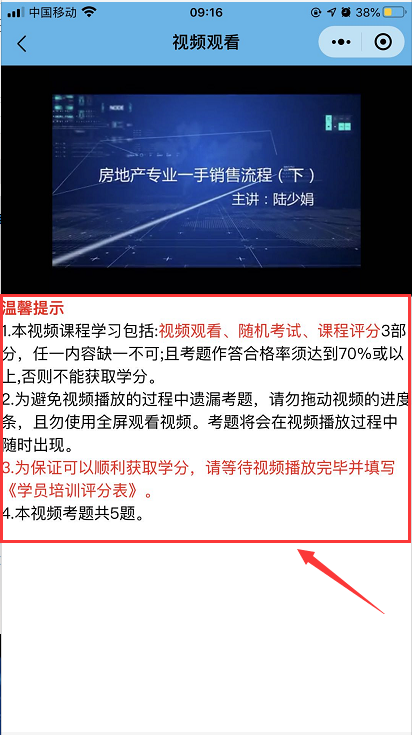 中国移动
09:16
38%
视频观看
NODE
房地产专业一手销售流程（下）
主讲：陆少娟
温馨提示
1.本视频课程学习包括:视频观看、随机考试、课程评分3部
分，任一内容缺一不可;且考题作答合格率须达到70%或以
上,否则不能获取学分。
2.为避免视频播放的过程中遗漏考题，请勿拖动视频的进度
条，且勿使用全屏观看视频。考题将会在视频播放过程中
随时出现。
3.为保证可以顺利获取学分，请等待视频播放完毕并填写
《学员培训评分表》。
4.本视频考题共5题。